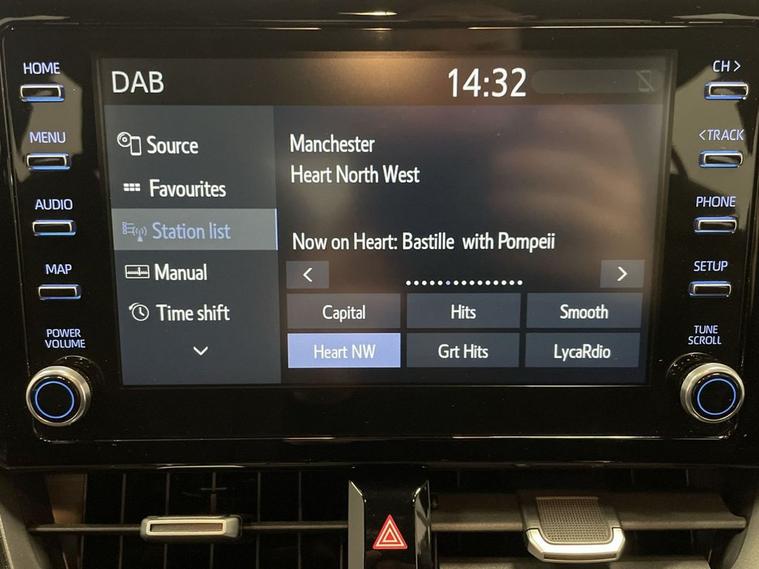 HOME
MENU
AUDIO
MAP
POWER
VOLUME
DAB
14:32
Source
Favourites
Station list
Manual
Time shift
Manchester
Heart North West
Now on Heart: Bastille with Pompeii
Capital
Hits
Smooth
Heart NW
Grt Hits
LycaRdio
CH >
<TRACK
PHONE
SETUP
TUNE
SCROLL